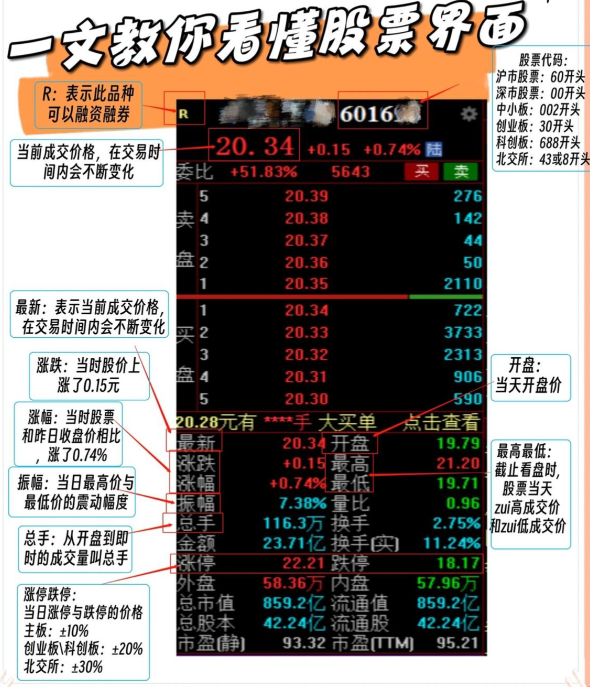 一文教你看懂股票界面
R：表示此品种
可以融资融券
股票代码：
沪市股票：60开头
深市股票：00开头
中小板：002开头
创业板：30开头
科创板：688开头
北交所：43或8开头
R 6016
当前成交价格，在交易时
间内会不断变化
20.34 +0.15 +0.74% 陆
委比 +51.83% 5643 买 卖
卖盘
5 20.39 276
4 20.38 142
3 20.37 44
2 20.36 50
1 20.35 2110
买盘
1 20.34 722
2 20.33 3733
3 20.32 2313
4 20.31 906
5 20.30 590
20.28元有 ****手 大买单 点击查看
最新 20.34 开盘 19.79
涨跌 +0.15 最高 21.20
涨幅 +0.74% 最低 19.71
振幅 7.38% 量比 0.96
总手 116.3万 换手 2.75%
金额 23.71亿 换手(实) 11.24%
涨停 22.21 跌停 18.17
外盘 58.36万 内盘 57.96万
总市值 859.2亿 流通值 859.2亿
总股本 42.24亿 流通股 42.24亿
市盈(静) 93.32 市盈(TTM) 95.21
最新：表示当前成交价格，
在交易时间内会不断变化
涨跌：当时股价上
涨了0.15元
涨幅：当时股票
和昨日收盘价相比
，涨了0.74%
振幅：当日最高价与
最低价的震动幅度
总手：从开盘到即
时的成交量叫总手
涨停跌停：
当日涨停与跌停的价格
主板：±10%
创业板\科创板：±20%
北交所：±30%
开盘：
当天开盘价
最高最低：
截止看盘时，
股票当天
zui高成交价
和zui低成交价